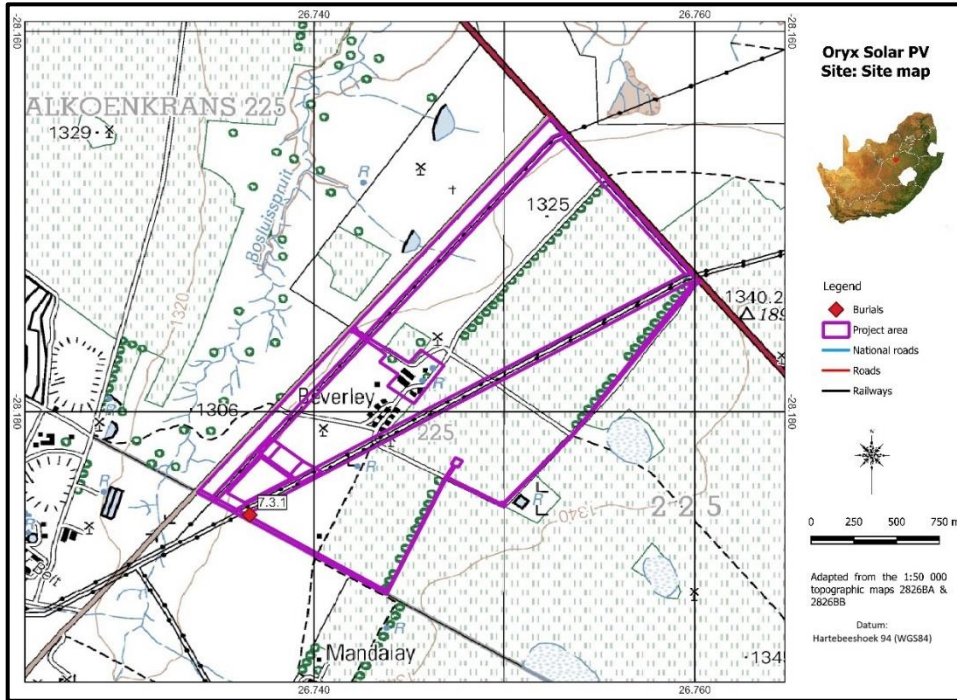 26.740
26.760
-28.160
-28.160
ALKOENKRANS 225
1329
Bosluisspruit
R
1325
1320
1340.2
189
Beverley
R
1306
-28.180
-28.180
225
R
7.3.1
R
225
1340
R
R
Mandalay
134
26.740
26.760
Oryx Solar PV
Site: Site map
Legend
Burials
Project area
National roads
Roads
Railways
N
0 250 500 750 m
Adapted from the 1:50 000
topographic maps 2826BA &
2826BB
Datum:
Hartebeeshoek 94 (WGS84)